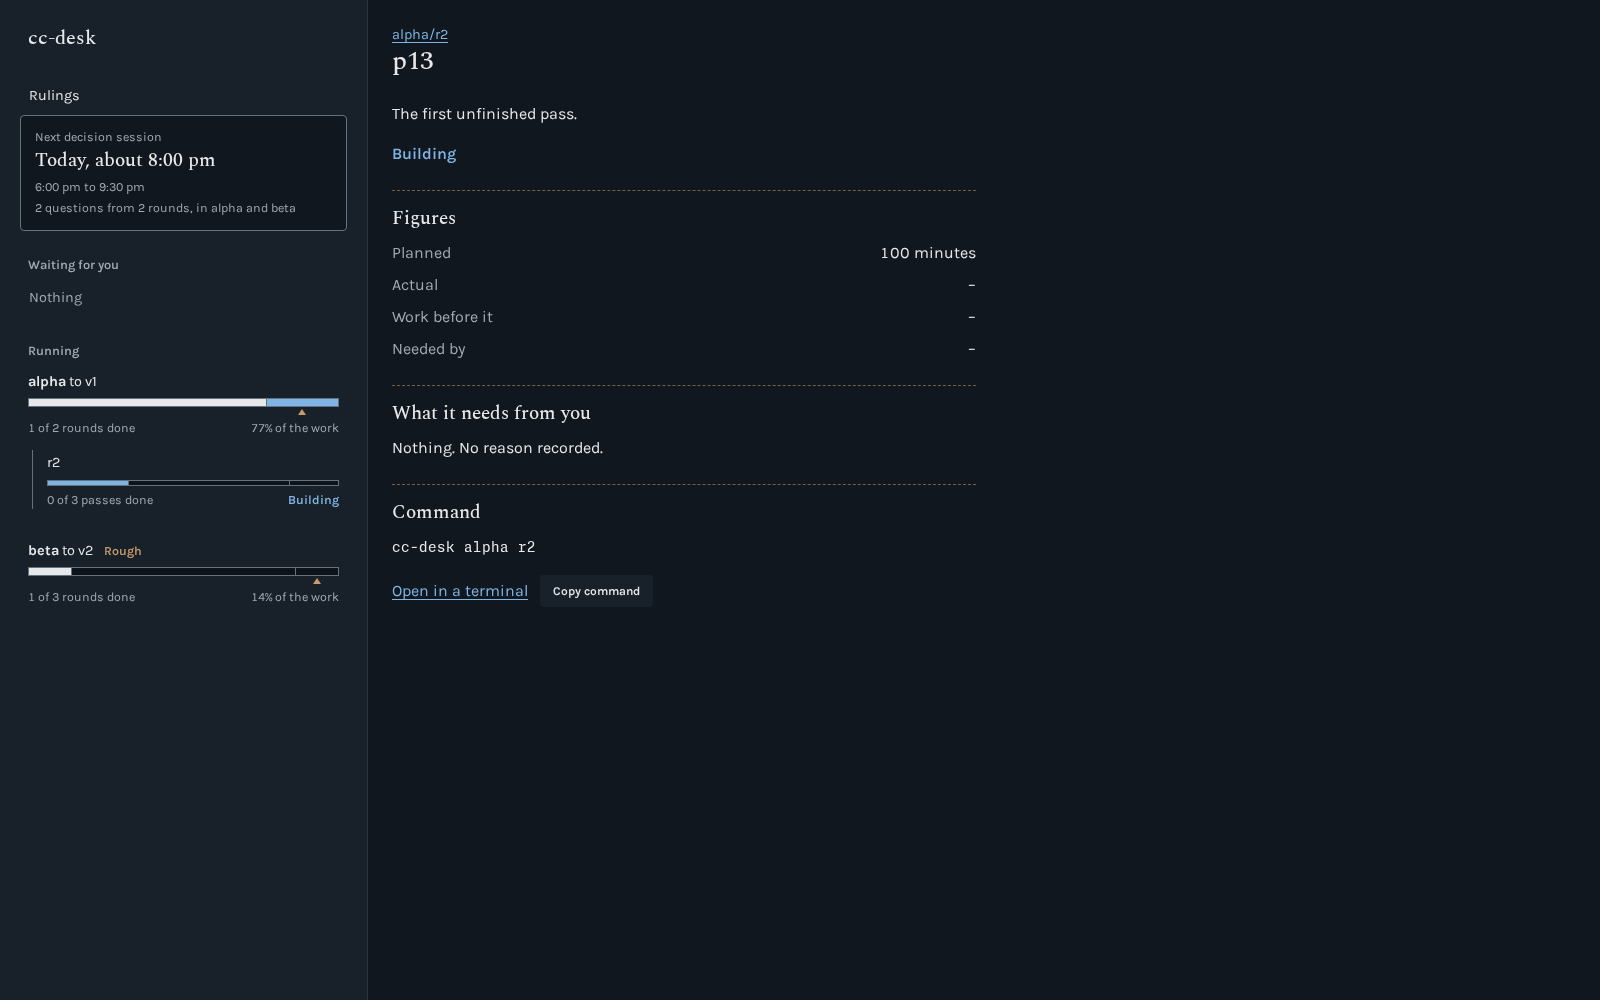 cc-desk
Rulings
Next decision session
Today, about 8:00 pm
6:00 pm to 9:30 pm
2 questions from 2 rounds, in alpha and beta
Waiting for you
Nothing
Running
alpha to v1
1 of 2 rounds done 77% of the work
r2
0 of 3 passes done Building
beta to v2 Rough
1 of 3 rounds done 14% of the work
alpha/r2
p13
The first unfinished pass.
Building
Figures
Planned 100 minutes
Actual –
Work before it –
Needed by –
What it needs from you
Nothing. No reason recorded.
Command
cc-desk alpha r2
Open in a terminal Copy command